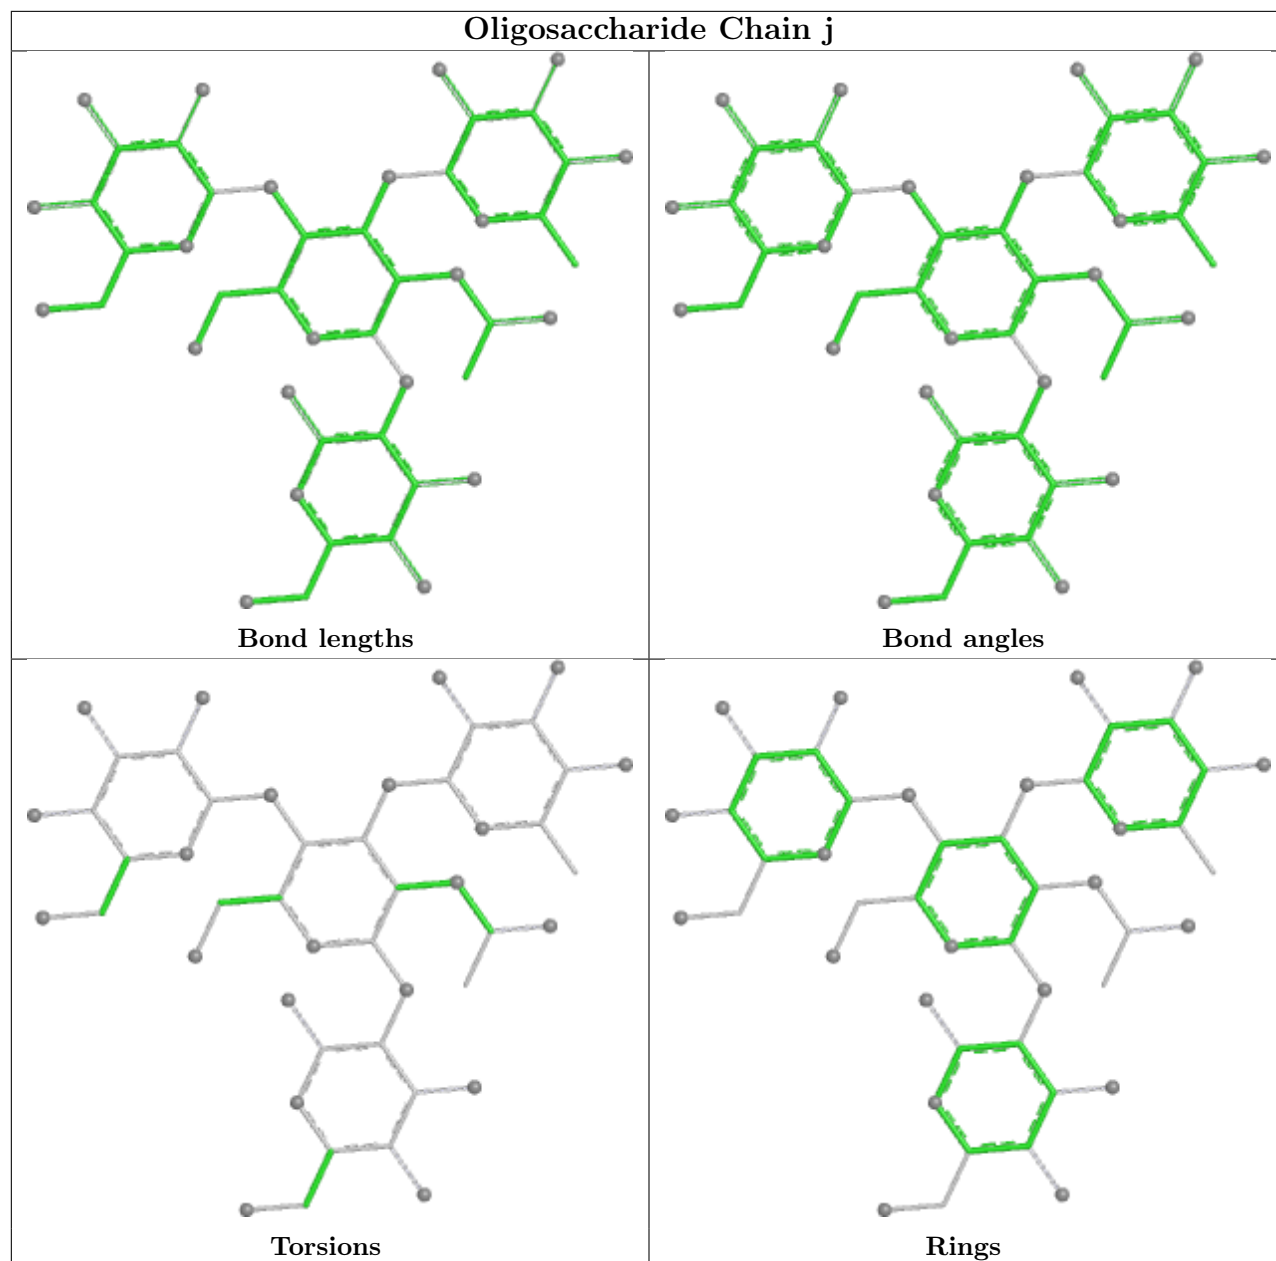 Oligosaccharide Chain j
Bond lengths
Bond angles
Torsions
Rings